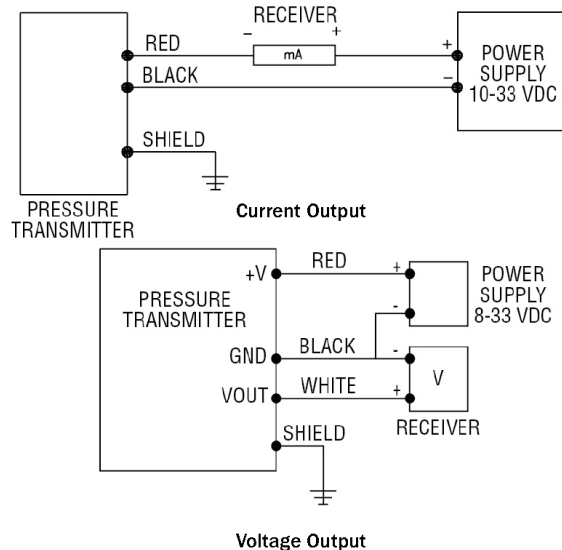 RECEIVER
RED
−
+
mA
+
BLACK
−
POWER
SUPPLY
10-33 VDC
SHIELD
PRESSURE
TRANSMITTER
Current Output
+V
RED
+
POWER
SUPPLY
8-33 VDC
PRESSURE
TRANSMITTER
-
GND
BLACK
-
V
VOUT
WHITE
+
RECEIVER
SHIELD
Voltage Output